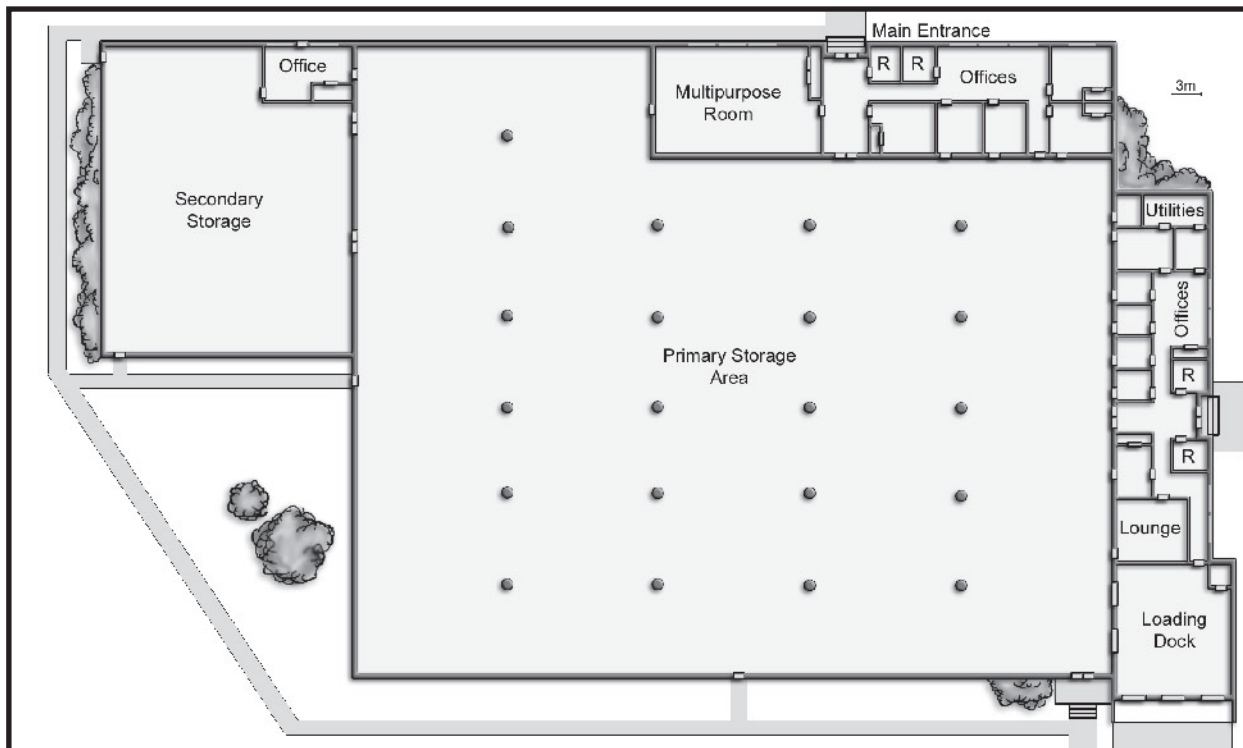 Main Entrance
Office
R
R
Offices
3m
Multipurpose
Room
Secondary
Storage
Utilities
Offices
Primary Storage
Area
R
R
Lounge
Loading
Dock